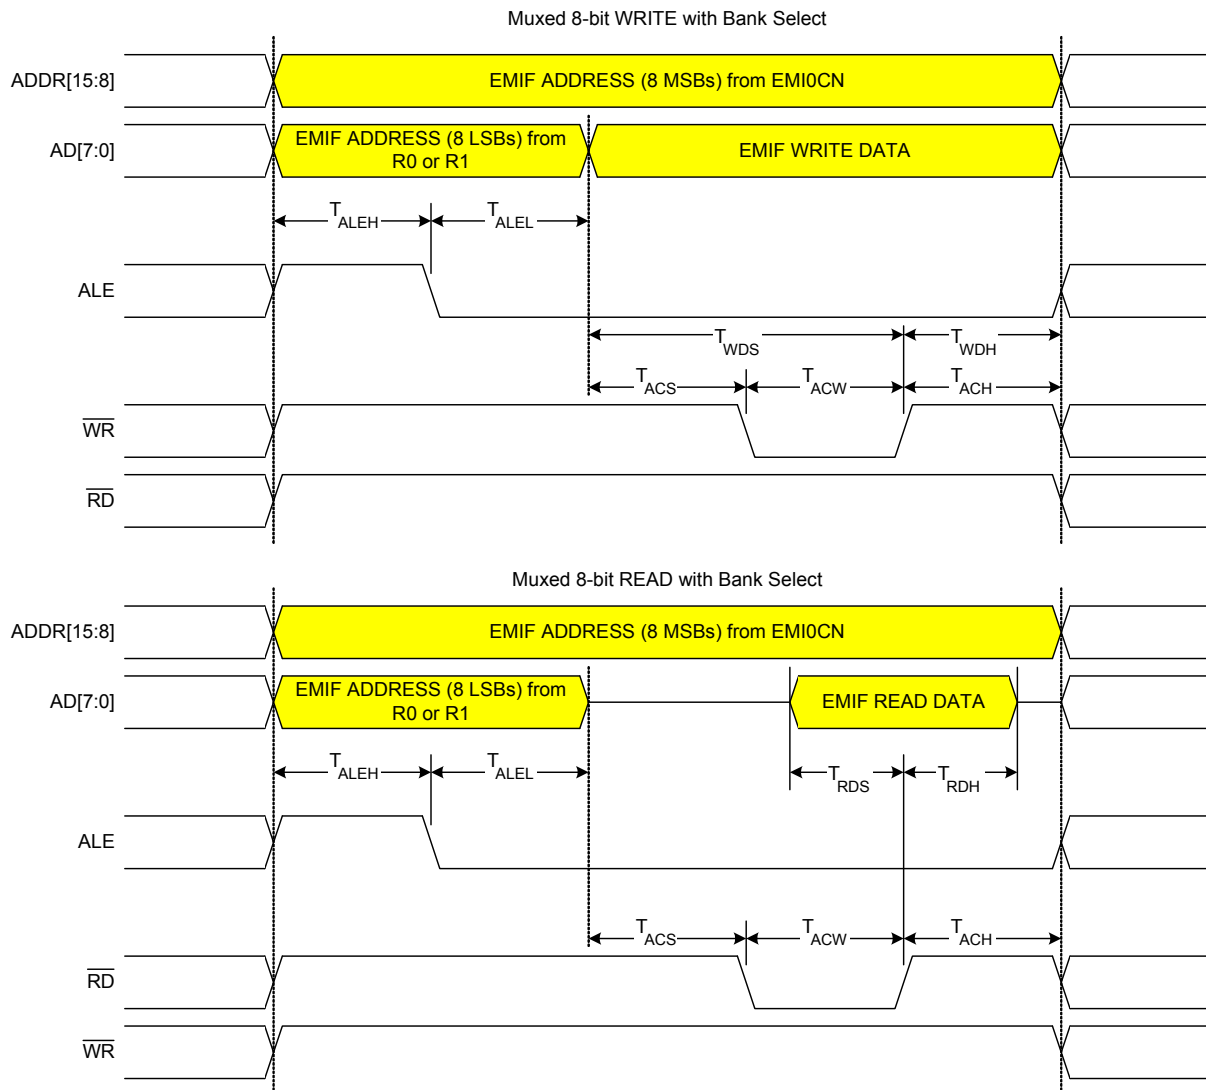 Muxed 8-bit WRITE with Bank Select
ADDR[15:8]
EMIF ADDRESS (8 MSBs) from EMI0CN
AD[7:0]
EMIF ADDRESS (8 LSBs) from
R0 or R1
EMIF WRITE DATA
TALEH
TALEL
ALE
TWDS
TWDH
TACS
TACW
TACH
WR
RD
Muxed 8-bit READ with Bank Select
ADDR[15:8]
EMIF ADDRESS (8 MSBs) from EMI0CN
AD[7:0]
EMIF ADDRESS (8 LSBs) from
R0 or R1
EMIF READ DATA
TALEH
TALEL
TRDS
TRDH
ALE
TACS
TACW
TACH
RD
WR